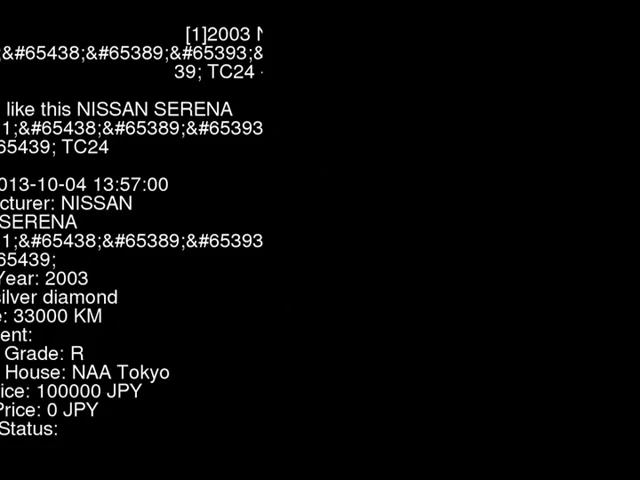 [1]2003 N
;&#65438;&#65389;&#65393;&
39; TC24 -
like this NISSAN SERENA
1;&#65438;&#65389;&#65393
65439; TC24
013-10-04 13:57:00
cturer: NISSAN
SERENA
1;&#65438;&#65389;&#65393
65439;
Year: 2003
silver diamond
e: 33000 KM
ent:
Grade: R
House: NAA Tokyo
ice: 100000 JPY
Price: 0 JPY
Status: